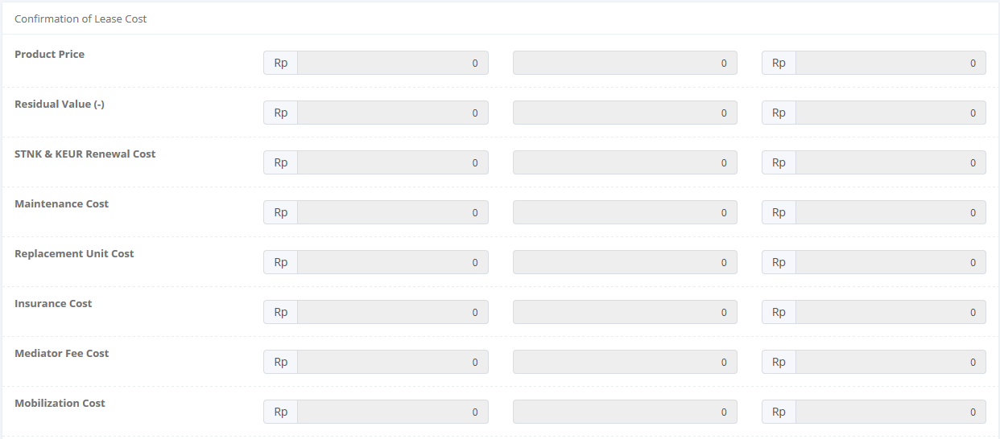 Confirmation of Lease Cost
Product Price Rp 0 0 Rp 0
Residual Value (-) Rp 0 0 Rp 0
STNK & KEUR Renewal Cost Rp 0 0 Rp 0
Maintenance Cost Rp 0 0 Rp 0
Replacement Unit Cost Rp 0 0 Rp 0
Insurance Cost Rp 0 0 Rp 0
Mediator Fee Cost Rp 0 0 Rp 0
Mobilization Cost Rp 0 0 Rp 0